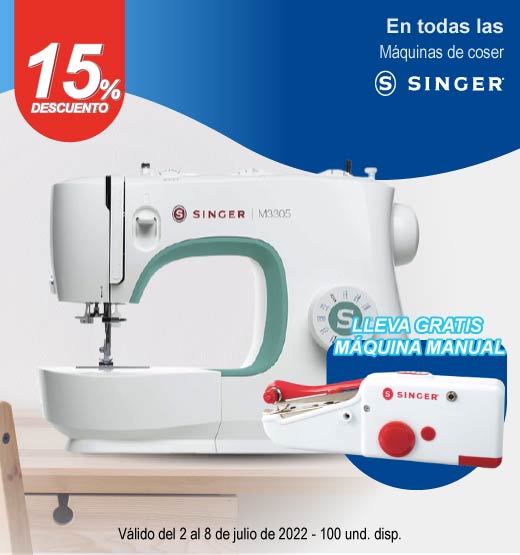 15%
DESCUENTO
En todas las
Máquinas de coser
S SINGER
S SINGER | M3305
S
LLEVA GRATIS
MÁQUINA MANUAL
S SINGER
Válido del 2 al 8 de julio de 2022 - 100 und. disp.